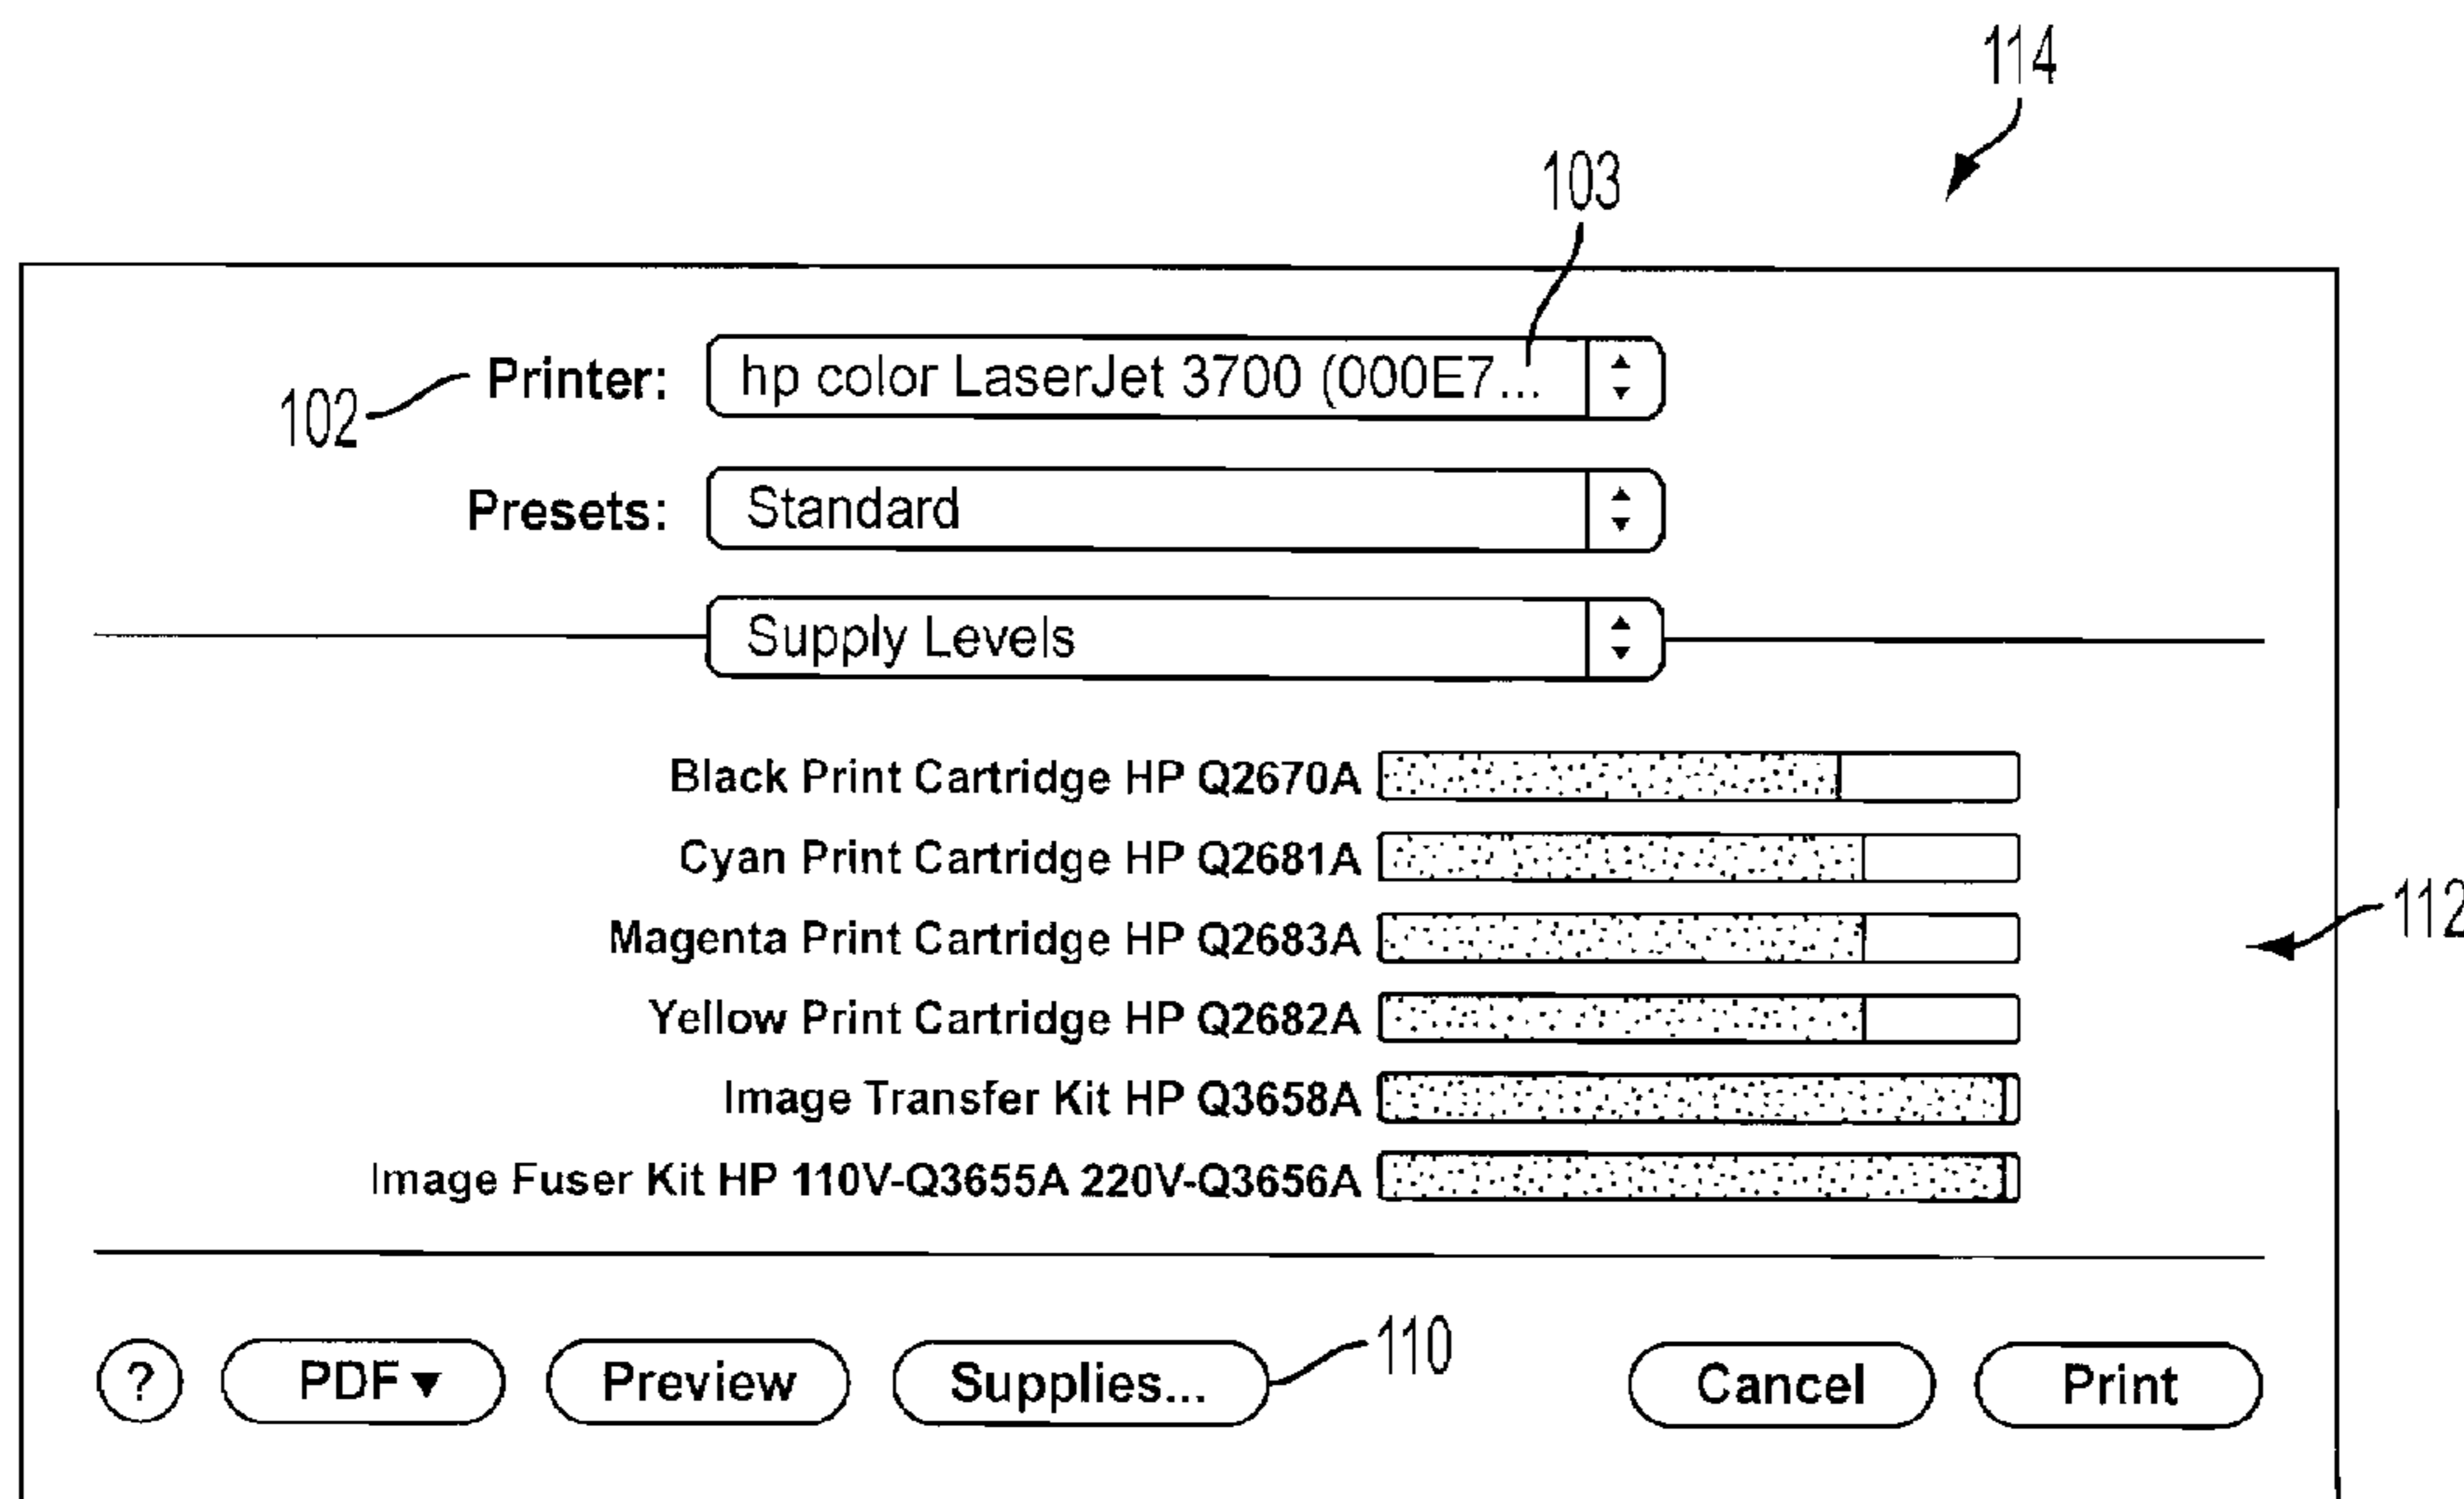 114
103
102
Printer: hp color LaserJet 3700 (000E7...
Presets: Standard
Supply Levels
Black Print Cartridge HP Q2670A
Cyan Print Cartridge HP Q2681A
Magenta Print Cartridge HP Q2683A
112
Yellow Print Cartridge HP Q2682A
Image Transfer Kit HP Q3658A
Image Fuser Kit HP 110V-Q3655A 220V-Q3656A
110
? PDF▼ Preview Supplies... Cancel Print